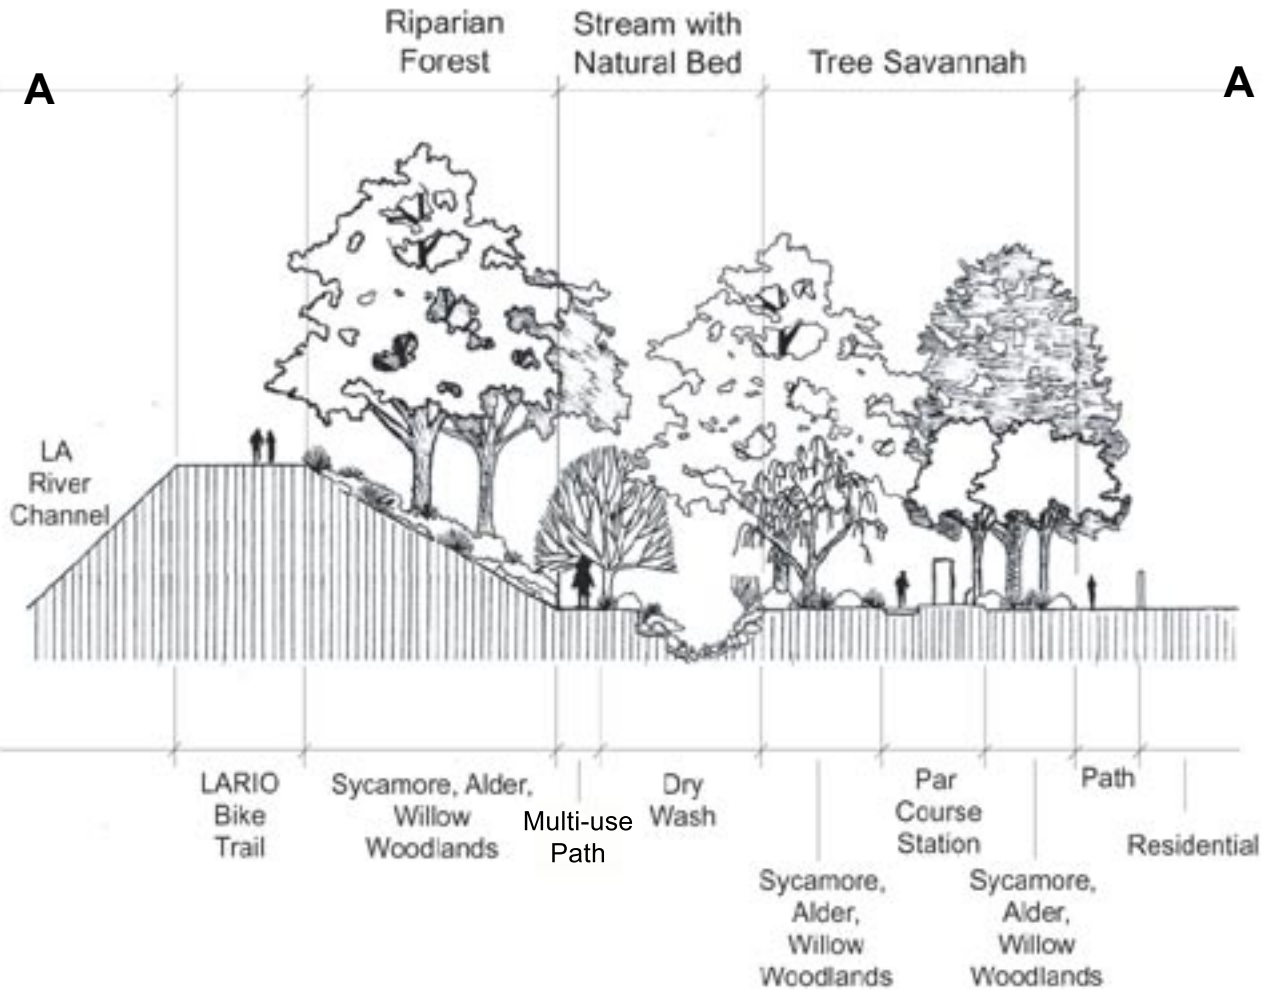 Riparian
Forest
Stream with
Natural Bed
Tree Savannah
A
A
LA
River
Channel
LARIO
Bike
Trail
Sycamore, Alder,
Willow
Woodlands
Multi-use
Path
Dry
Wash
Sycamore,
Alder,
Willow
Woodlands
Par
Course
Station
Sycamore,
Alder,
Willow
Woodlands
Path
Residential